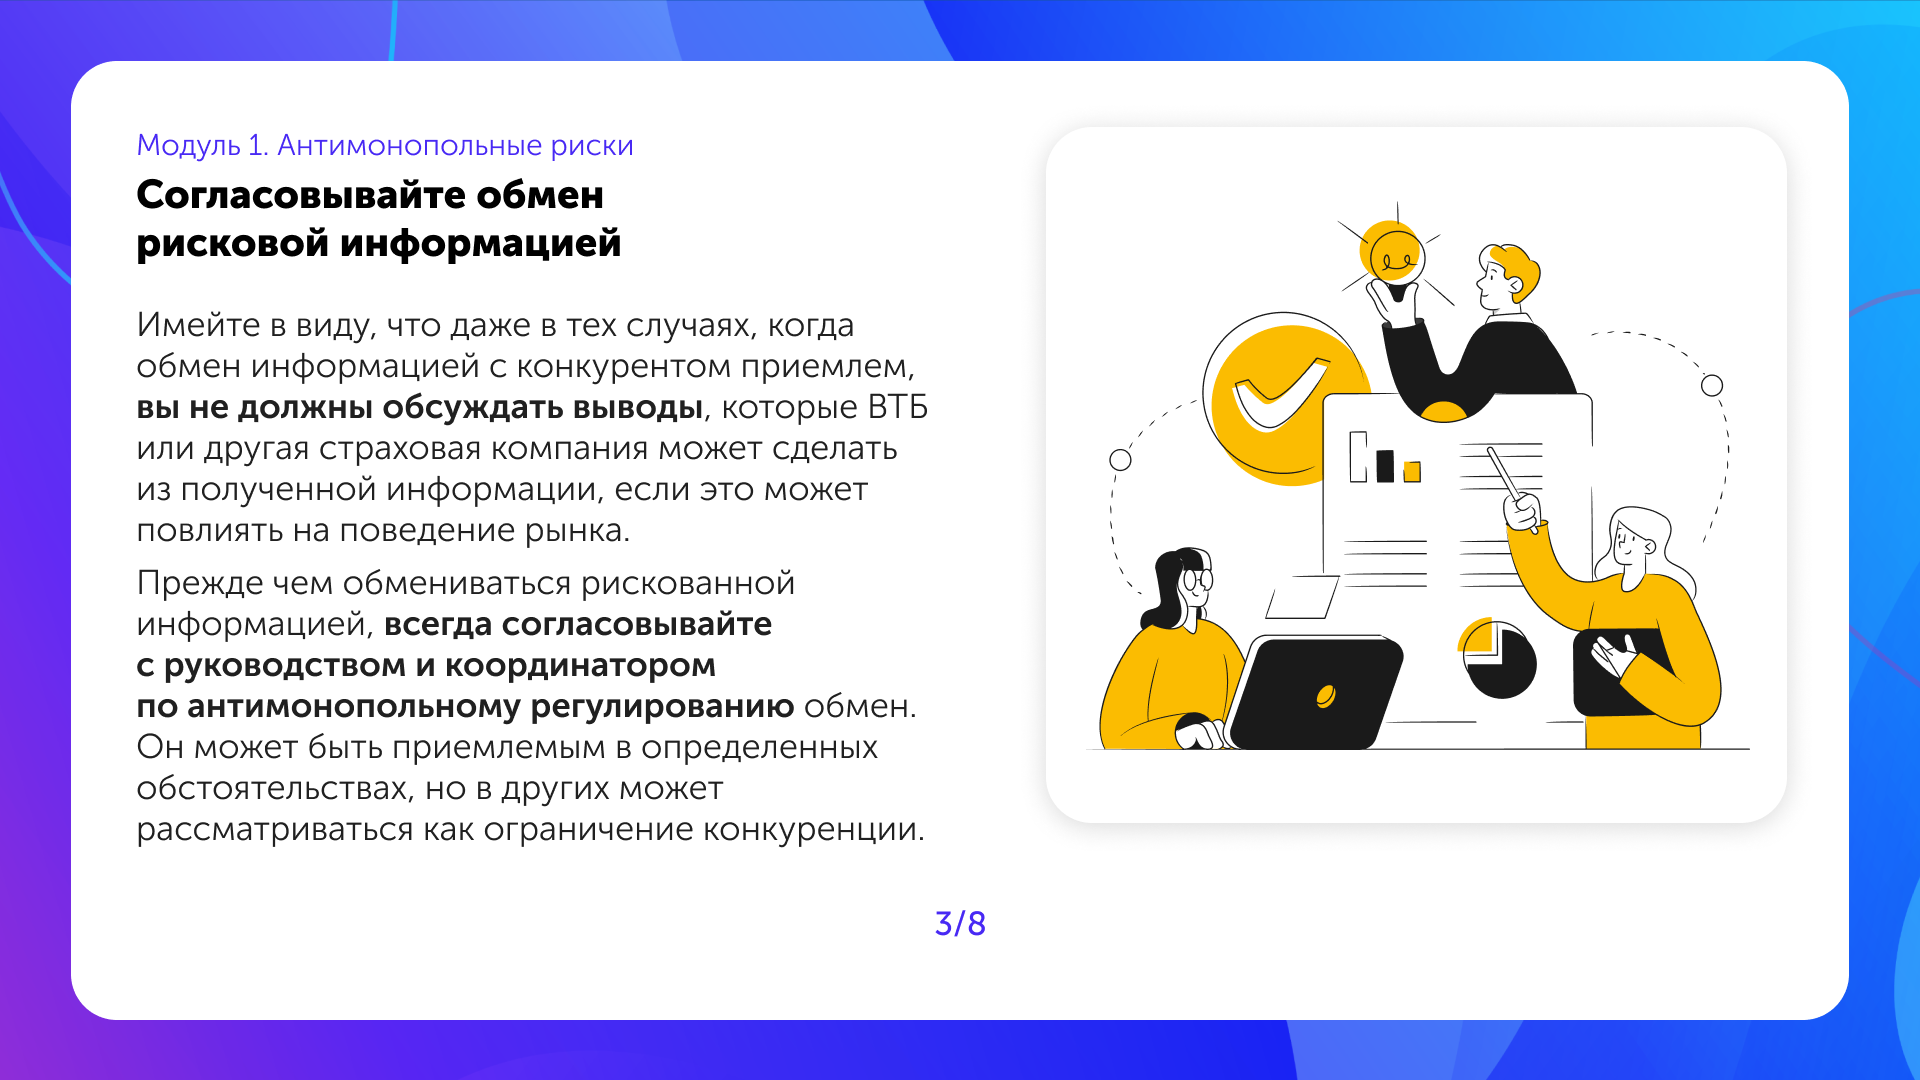 Модуль 1. Антимонопольные риски
Согласовывайте обмен
рисковой информацией
Имейте в виду, что даже в тех случаях, когда
обмен информацией с конкурентом приемлем,
вы не должны обсуждать выводы, которые ВТБ
или другая страховая компания может сделать
из полученной информации, если это может
повлиять на поведение рынка.
Прежде чем обмениваться рискованной
информацией, всегда согласовывайте
с руководством и координатором
по антимонопольному регулированию обмен.
Он может быть приемлемым в определенных
обстоятельствах, но в других может
рассматриваться как ограничение конкуренции.
3/8